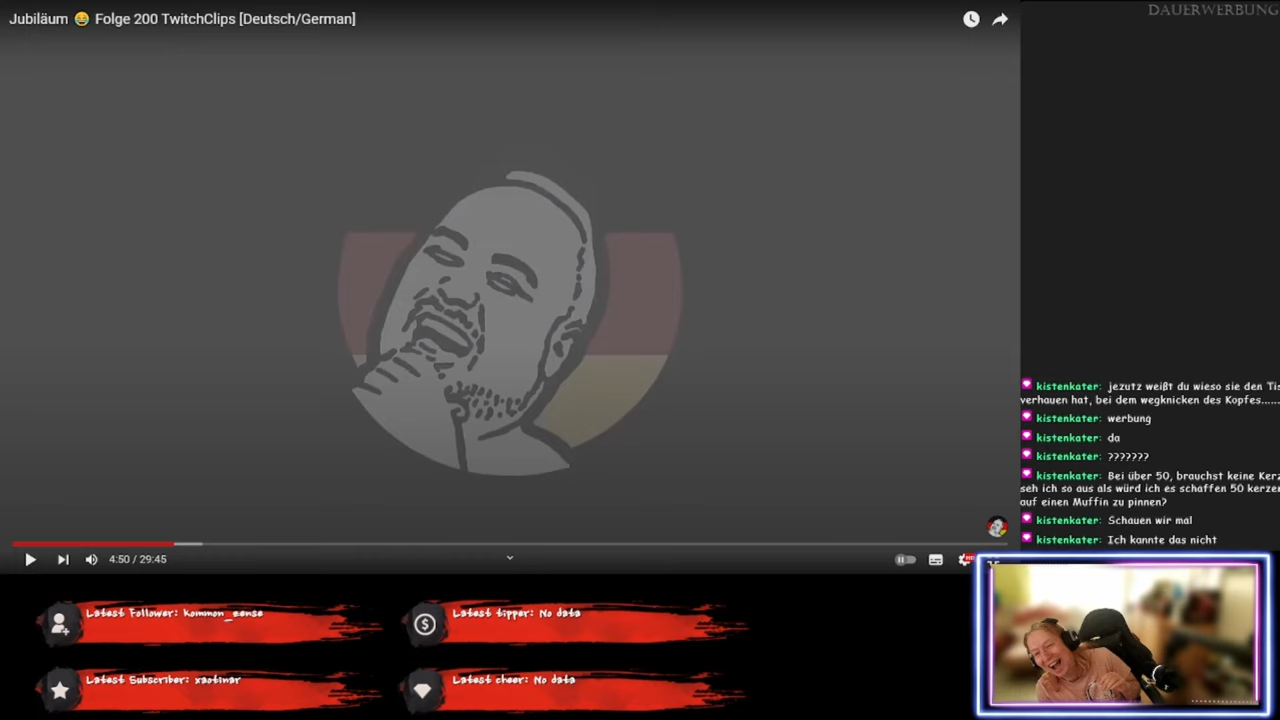 Jubiläum 😂 Folge 200 TwitchClips [Deutsch/German]
DAUERWERBUNG
kistenkater: jezutz weißt du wieso sie den
verhauen hat, bei dem wegknicken des Kopfes......
kistenkater: werbung
kistenkater: da
kistenkater: ???????
kistenkater: Bei über 50, brauchst keine
seh ich so aus als würd ich es schaffen 50 kerzen
auf einen Muffin zu pinnen?
kistenkater: Schauen wir mal
kistenkater: Ich kannte das nicht
4:50 / 29:45
Latest Follower: Kommon_sense
Latest tipper: No data
Latest Subscriber: xaotinar
Latest cheer: No data